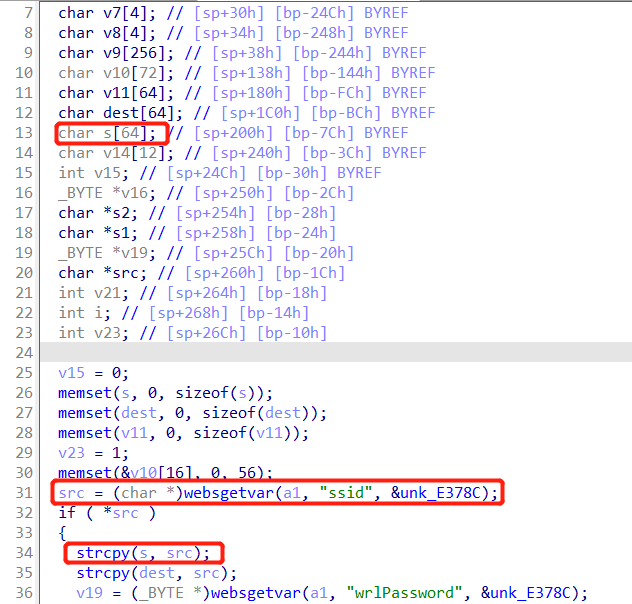 7 char v7[4]; // [sp+30h] [bp-24Ch] BYREF
8 char v8[4]; // [sp+34h] [bp-248h] BYREF
9 char v9[256]; // [sp+38h] [bp-244h] BYREF
10 char v10[72]; // [sp+138h] [bp-144h] BYREF
11 char v11[64]; // [sp+180h] [bp-FCh] BYREF
12 char dest[64]; // [sp+1C0h] [bp-BCh] BYREF
13 char s[64]; // [sp+200h] [bp-7Ch] BYREF
14 char v14[12]; // [sp+240h] [bp-3Ch] BYREF
15 int v15; // [sp+24Ch] [bp-30h] BYREF
16 _BYTE *v16; // [sp+250h] [bp-2Ch]
17 char *s2; // [sp+254h] [bp-28h]
18 char *s1; // [sp+258h] [bp-24h]
19 _BYTE *v19; // [sp+25Ch] [bp-20h]
20 char *src; // [sp+260h] [bp-1Ch]
21 int v21; // [sp+264h] [bp-18h]
22 int i; // [sp+268h] [bp-14h]
23 int v23; // [sp+26Ch] [bp-10h]
24
25 v15 = 0;
26 memset(s, 0, sizeof(s));
27 memset(dest, 0, sizeof(dest));
28 memset(v11, 0, sizeof(v11));
29 v23 = 1;
30 memset(&v10[16], 0, 56);
31 src = (char *)websgetvar(a1, "ssid", &unk_E378C);
32 if ( *src )
33 {
34 strcpy(s, src);
35 strcpy(dest, src);
36 v19 = (_BYTE *)websgetvar(a1, "wrlPassword", &unk_E378C);